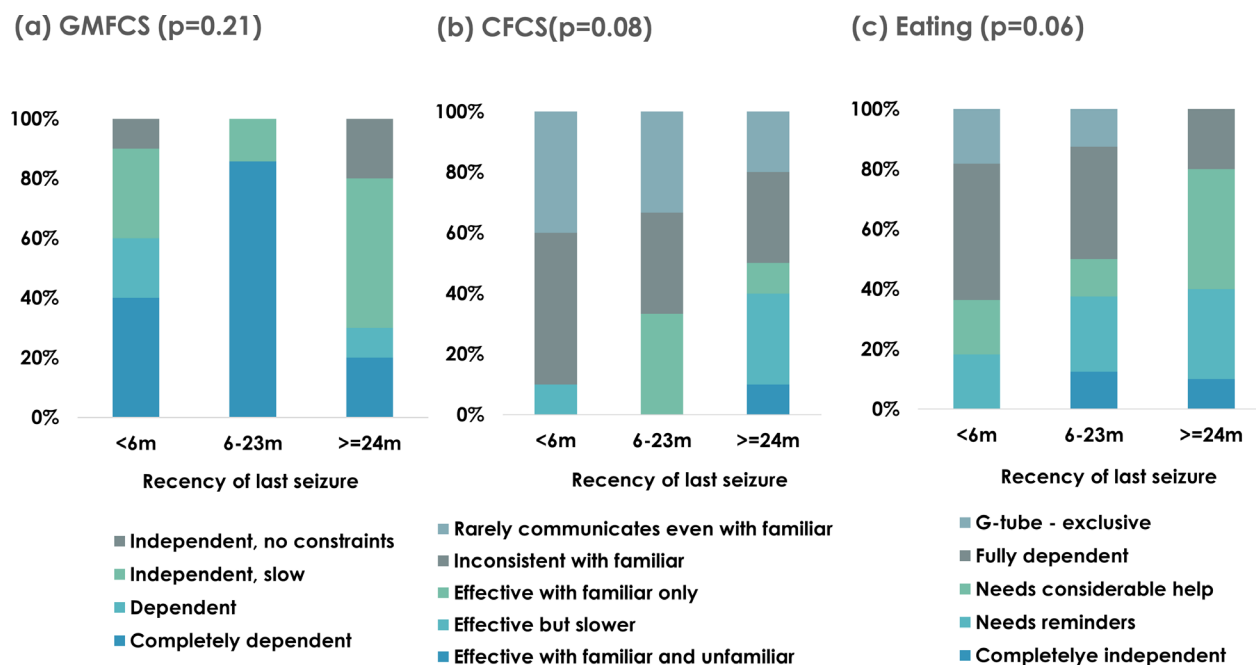 (a) GMFCS (p=0.21)
100%
80%
60%
40%
20%
0%
<6m 6-23m >=24m
Recency of last seizure
Independent, no constraints
Independent, slow
Dependent
Completely dependent
(b) CFCS(p=0.08)
100%
80%
60%
40%
20%
0%
<6m 6-23m >=24m
Recency of last seizure
Rarely communicates even with familiar
Inconsistent with familiar
Effective with familiar only
Effective but slower
Effective with familiar and unfamiliar
(c) Eating (p=0.06)
100%
80%
60%
40%
20%
0%
<6m 6-23m >=24m
Recency of last seizure
G-tube - exclusive
Fully dependent
Needs considerable help
Needs reminders
Completelye independent